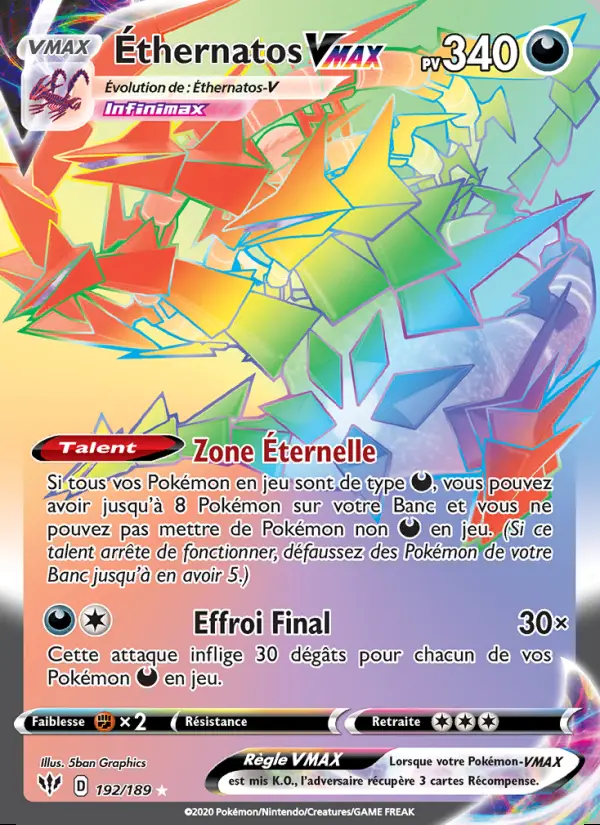 VMAX
Éthernatos VMAX
PV 340
Évolution de : Éthernatos-V
Infinimax
Talent Zone Éternelle
Si tous vos Pokémon en jeu sont de type , vous pouvez
avoir jusqu'à 8 Pokémon sur votre Banc et vous ne
pouvez pas mettre de Pokémon non en jeu. (Si ce
talent arrête de fonctionner, défaussez des Pokémon de votre
Banc jusqu'à en avoir 5.)
Effroi Final 30×
Cette attaque inflige 30 dégâts pour chacun de vos
Pokémon en jeu.
Faiblesse ×2 Résistance Retraite
Illus. 5ban Graphics
D 192/189
Règle VMAX Lorsque votre Pokémon-VMAX
est mis K.O., l'adversaire récupère 3 cartes Récompense.
©2020 Pokémon/Nintendo/Creatures/GAME FREAK